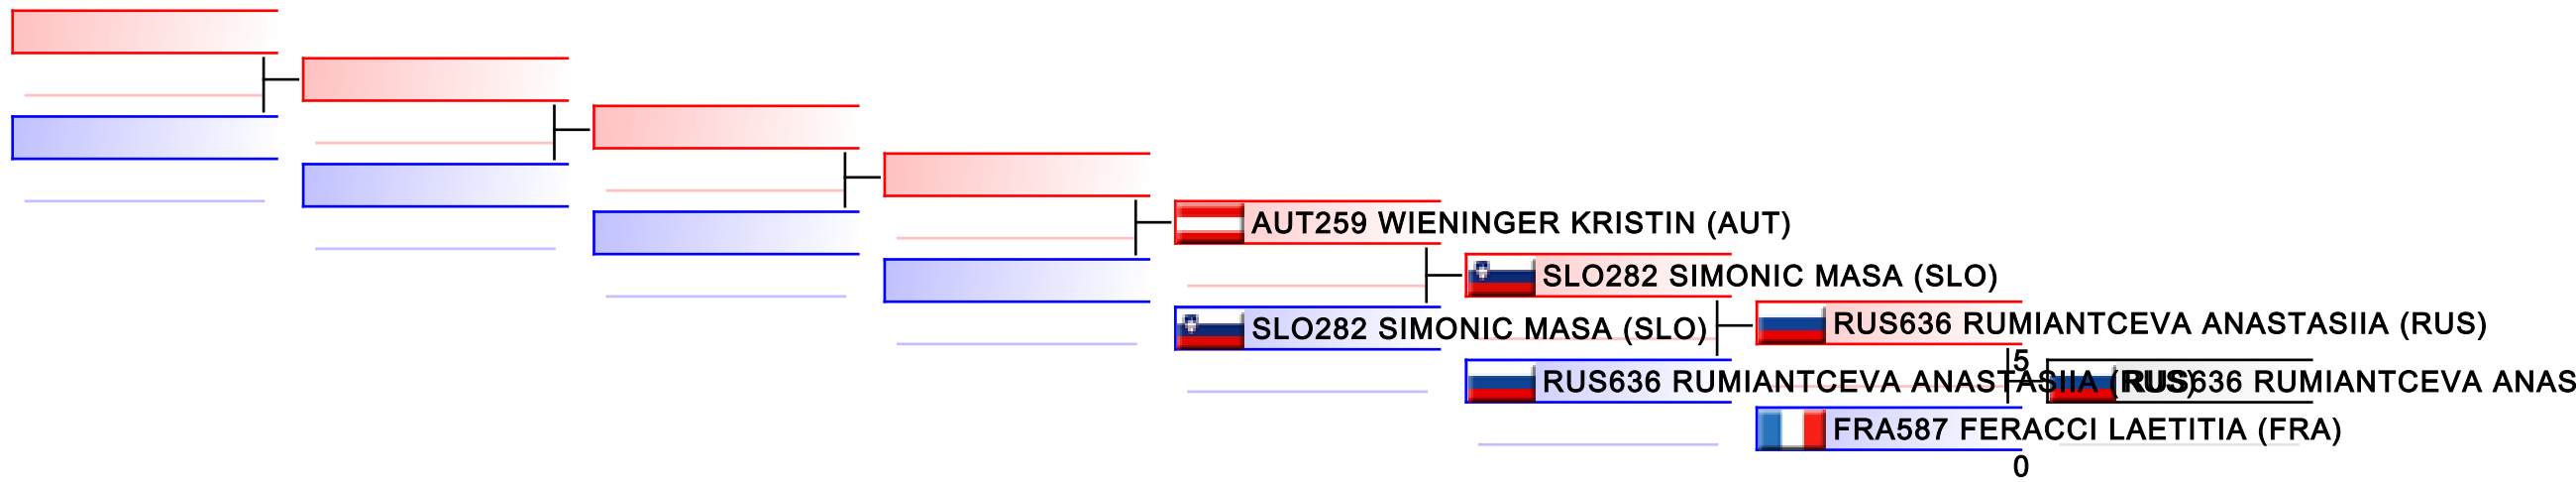 AUT259 WIENINGER KRISTIN (AUT)
SLO282 SIMONIC MASA (SLO)
SLO282 SIMONIC MASA (SLO)
RUS636 RUMIANTCEVA ANASTASIIA (RUS)
5
RUS636 RUMIANTCEVA ANASTASIIA (RUS)
RUS636 RUMIANTCEVA ANAS
FRA587 FERACCI LAETITIA (FRA)
0